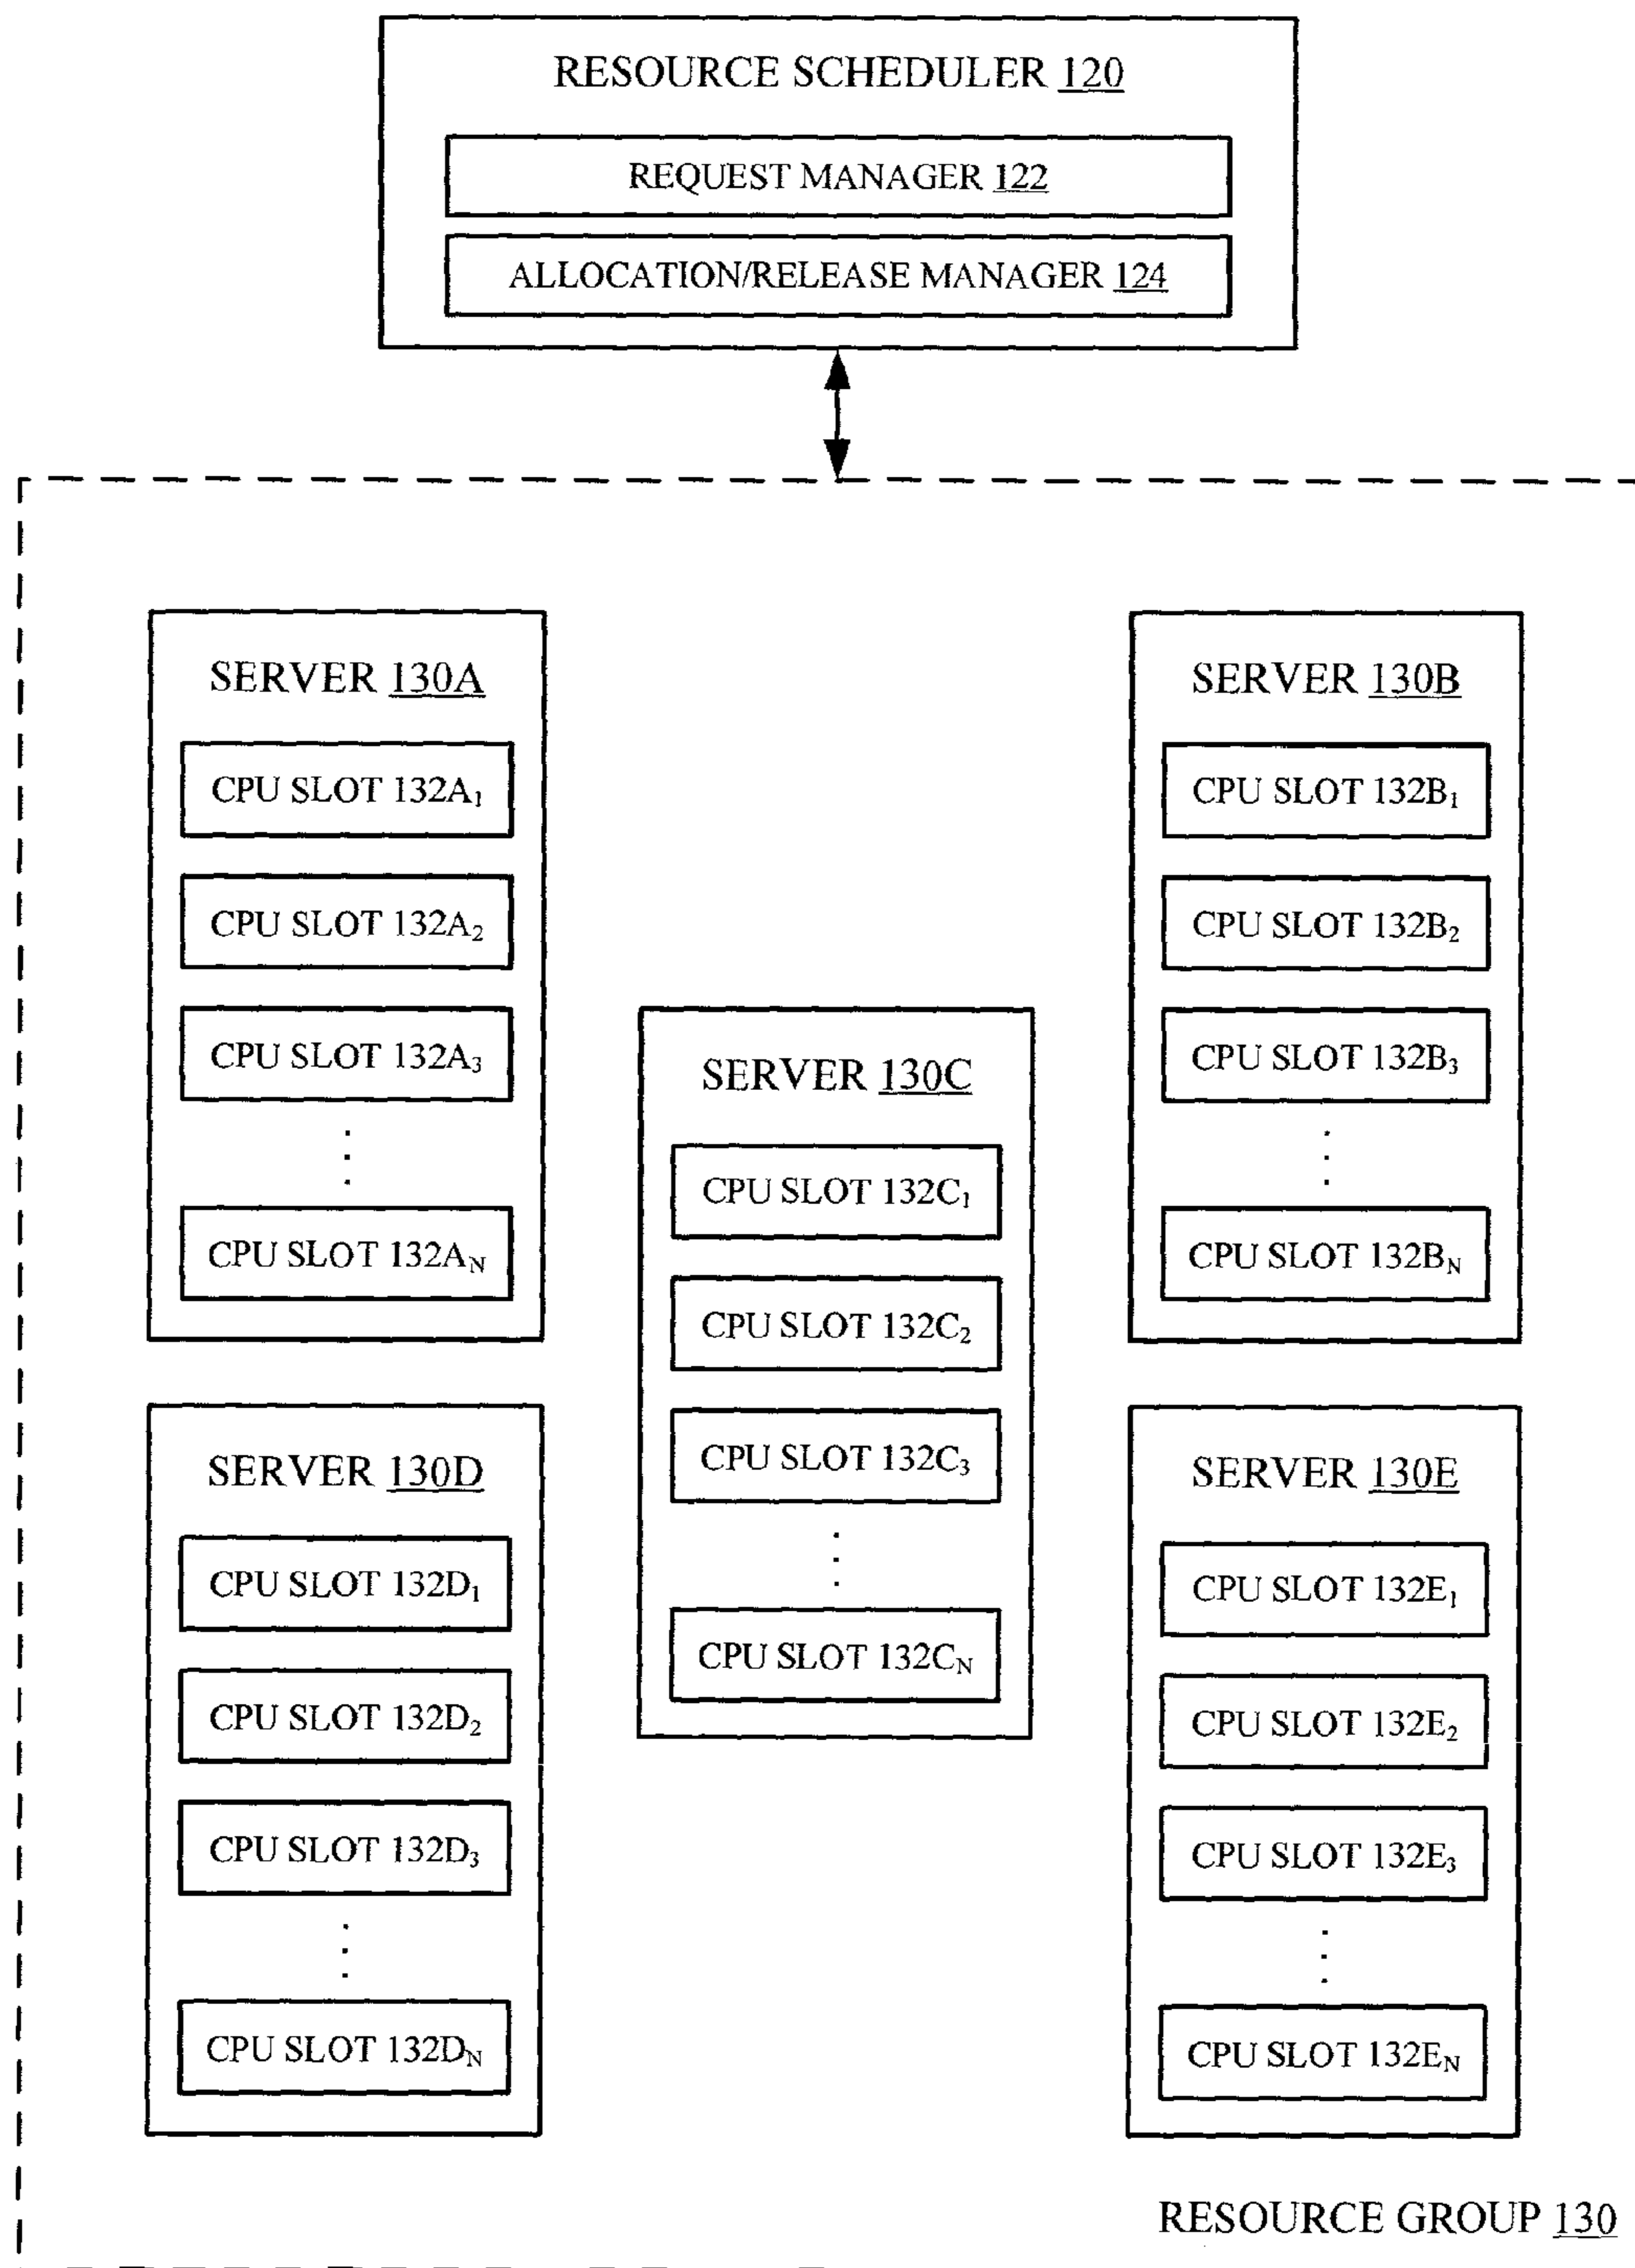 RESOURCE SCHEDULER 120
REQUEST MANAGER 122
ALLOCATION/RELEASE MANAGER 124
SERVER 130A
CPU SLOT 132A₁
CPU SLOT 132A₂
CPU SLOT 132A₃
CPU SLOT 132Aₙ
SERVER 130B
CPU SLOT 132B₁
CPU SLOT 132B₂
CPU SLOT 132B₃
CPU SLOT 132Bₙ
SERVER 130C
CPU SLOT 132C₁
CPU SLOT 132C₂
CPU SLOT 132C₃
CPU SLOT 132Cₙ
SERVER 130D
CPU SLOT 132D₁
CPU SLOT 132D₂
CPU SLOT 132D₃
CPU SLOT 132Dₙ
SERVER 130E
CPU SLOT 132E₁
CPU SLOT 132E₂
CPU SLOT 132E₃
CPU SLOT 132Eₙ
RESOURCE GROUP 130